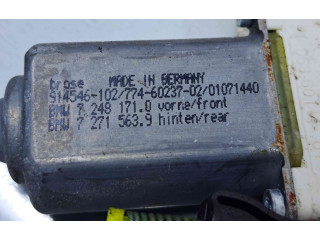 brose MADE IN GERMANY
914546-102/774-60237-02/01071440
BMW 7 248 171.0 vorne/front
BMW 7 271 563.9 hinten/rear